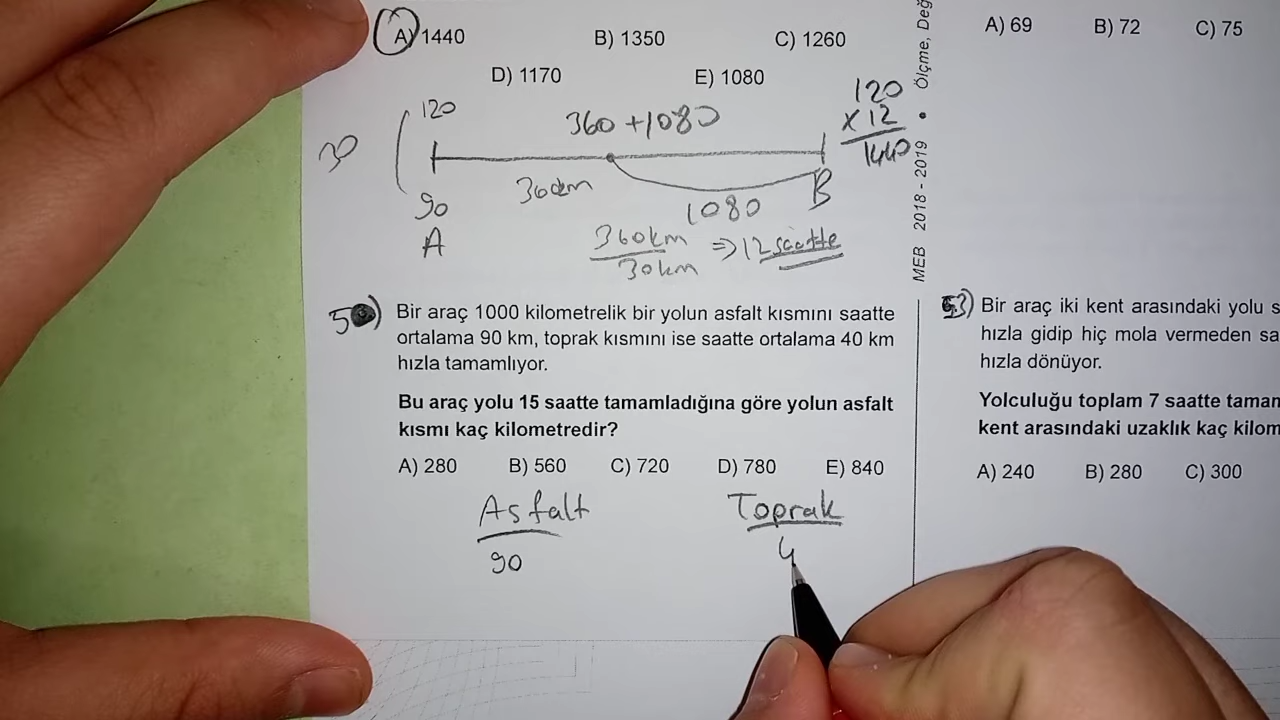 A) 1440 B) 1350 C) 1260
D) 1170 E) 1080
120
x 12
1440
30
120
360 + 1080
90
A
360km
1080
B
360km
30km
⇒ 12 saatte
Bir araç 1000 kilometrelik bir yolun asfalt kısmını saatte
ortalama 90 km, toprak kısmını ise saatte ortalama 40 km
hızla tamamlıyor.
Bu araç yolu 15 saatte tamamladığına göre yolun asfalt
kısmı kaç kilometredir?
A) 280 B) 560 C) 720 D) 780 E) 840
Asfalt Toprak
90 4
MEB 2018 - 2019 • Ölçme, Değ
A) 69 B) 72 C) 75
53) Bir araç iki kent arasındaki yolu s
hızla gidip hiç mola vermeden sa
hızla dönüyor.
Yolculuğu toplam 7 saatte taman
kent arasındaki uzaklık kaç kilom
A) 240 B) 280 C) 300